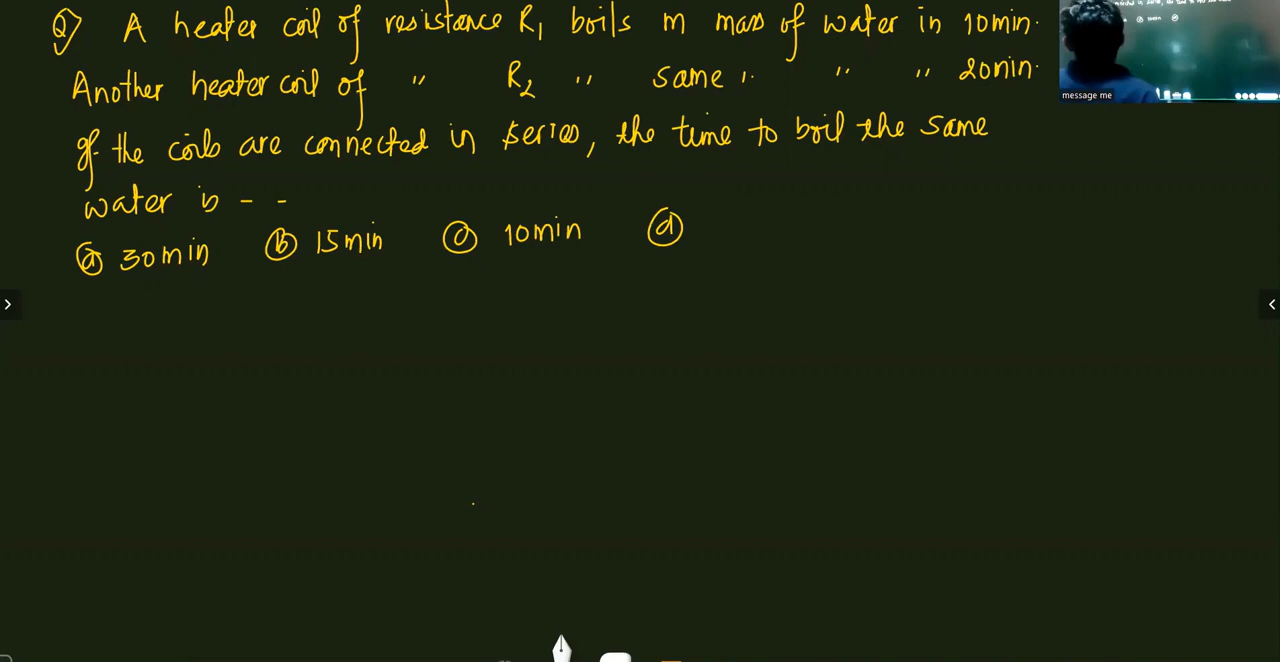 Q) A heater coil of resistance R₁ boils m mass of water in 10min.
Another heater coil of " R₂ " same " " " 20min.
If the coils are connected in series, the time to boil the same
water is - -
(a) 30min (b) 15min (c) 10min (d)
message me